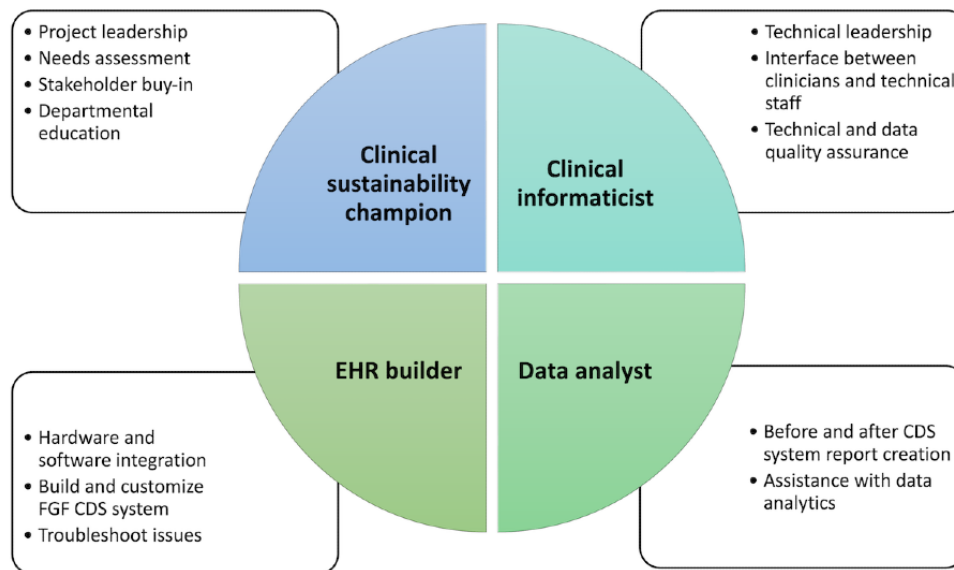 • Project leadership
• Needs assessment
• Stakeholder buy-in
• Departmental
education
• Technical leadership
• Interface between
clinicians and technical
staff
• Technical and data
quality assurance
Clinical
sustainability
champion
Clinical
informaticist
EHR builder
Data analyst
• Hardware and
software integration
• Build and customize
FGF CDS system
• Troubleshoot issues
• Before and after CDS
system report creation
• Assistance with data
analytics